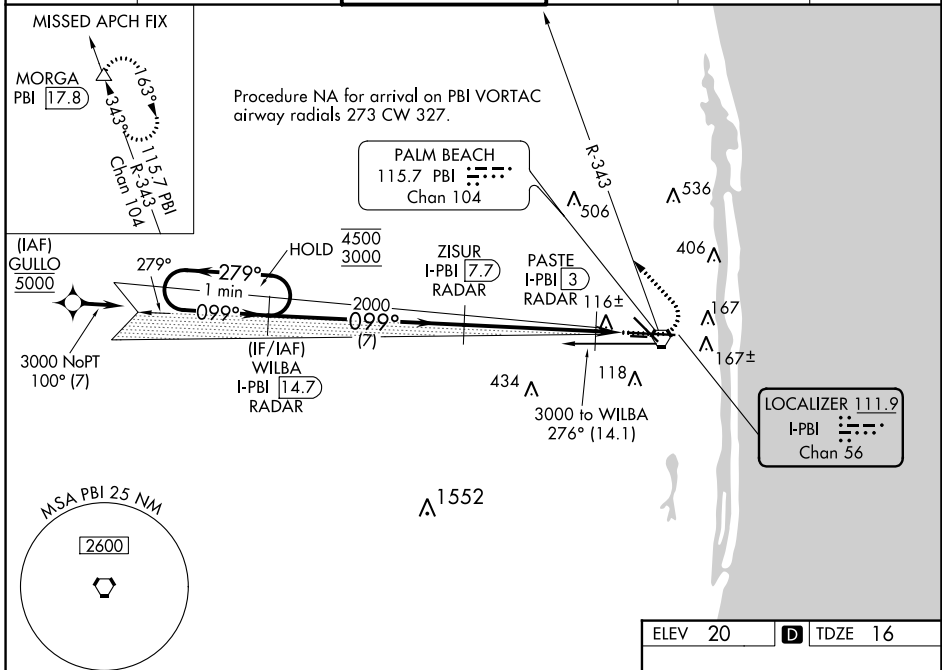 MISSED APCH FIX
MORGA
PBI 17.8
163°
343°
115.7 PBI
R-343
Chan 104
Procedure NA for arrival on PBI VORTAC
airway radials 273 CW 327.
PALM BEACH
115.7 PBI
Chan 104
R-343
506
536
406
(IAF)
GULLO
5000
279°
HOLD 4500
3000
279°
1 min
099°
ZISUR
I-PBI 7.7
RADAR
PASTE
I-PBI 3
RADAR
116±
2000
099°
(7)
167
167±
3000 NoPT
100° (7)
(IF/IAF)
WILBA
I-PBI 14.7
RADAR
434
118
3000 to WILBA
276° (14.1)
LOCALIZER 111.9
I-PBI
Chan 56
1552
MSA PBI 25 NM
2600
ELEV 20 D TDZE 16